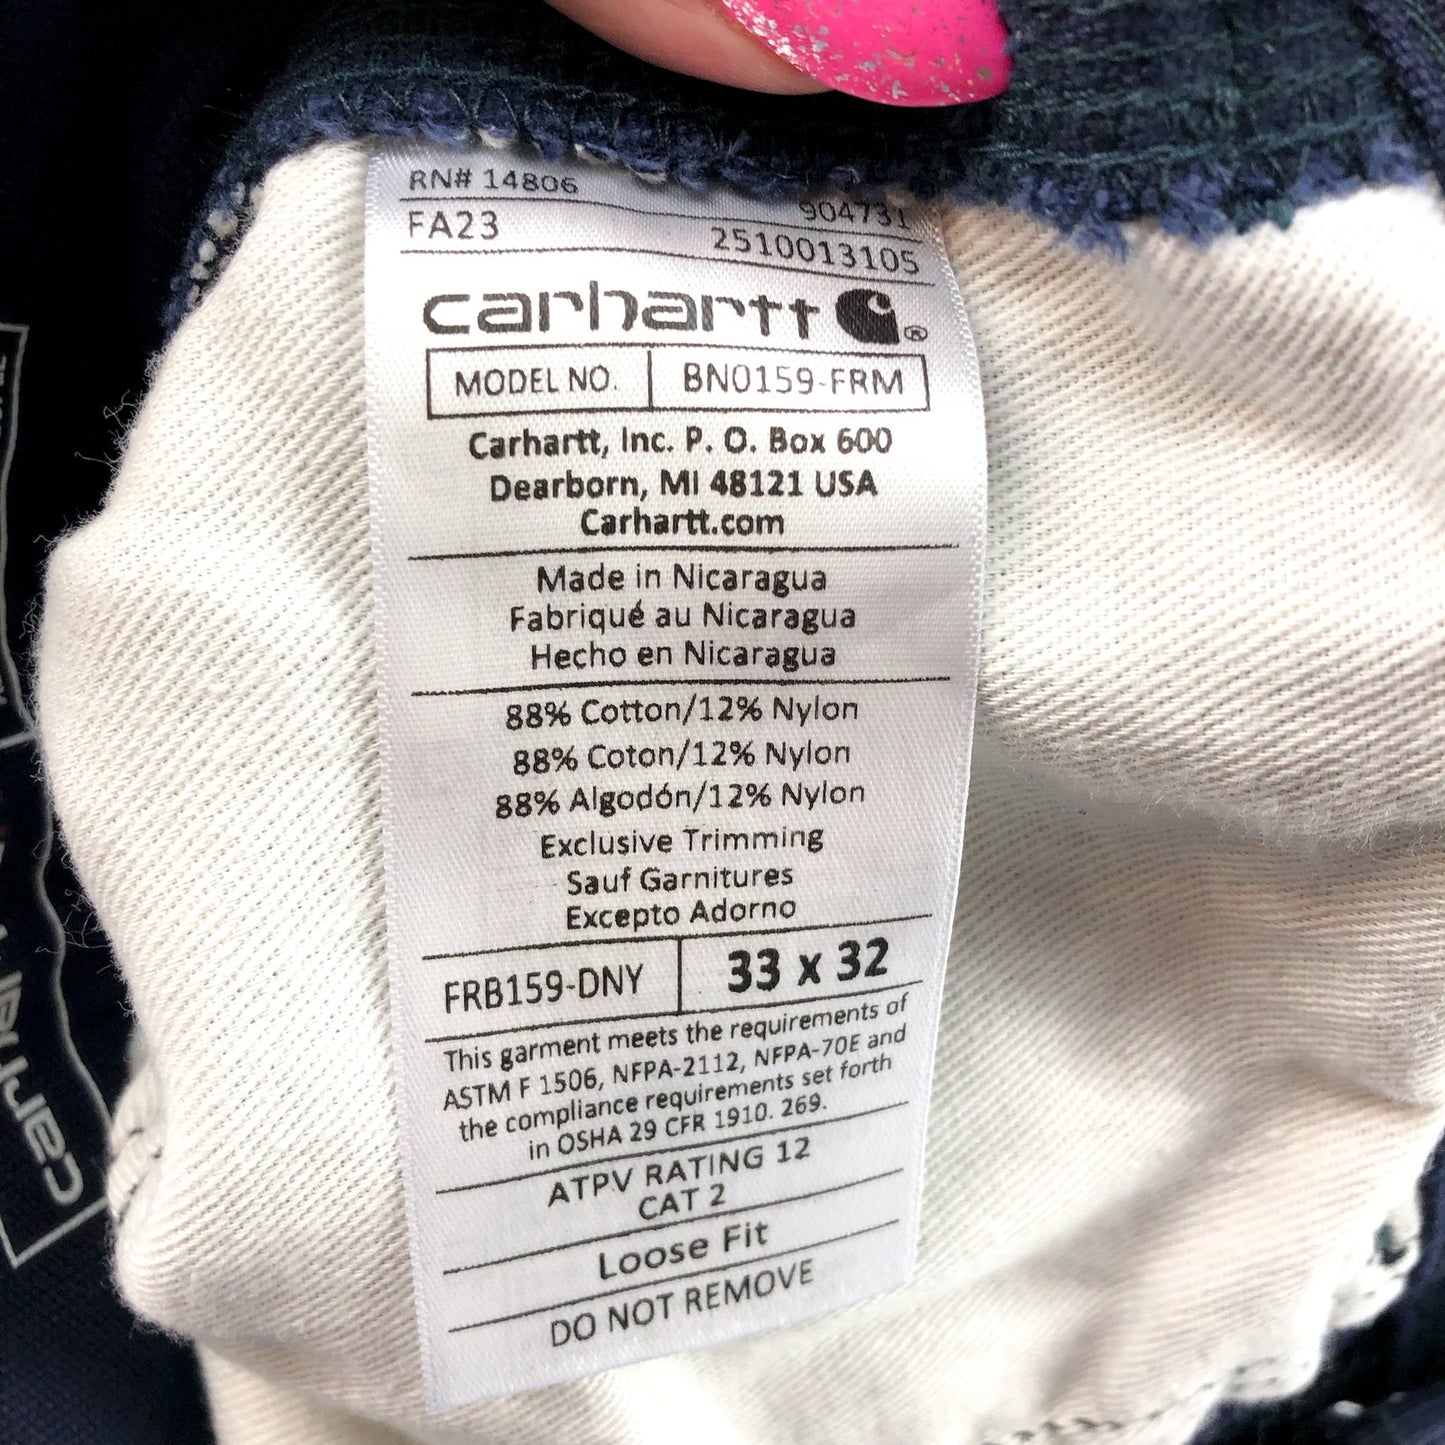 RN# 14806
904731
FA23
2510013105
carhartt ®
MODEL NO. BN0159-FRM
Carhartt, Inc. P. O. Box 600
Dearborn, MI 48121 USA
Carhartt.com
Made in Nicaragua
Fabriqué au Nicaragua
Hecho en Nicaragua
88% Cotton/12% Nylon
88% Coton/12% Nylon
88% Algodón/12% Nylon
Exclusive Trimming
Sauf Garnitures
Excepto Adorno
FRB159-DNY 33 x 32
This garment meets the requirements of
ASTM F 1506, NFPA-2112, NFPA-70E and
the compliance requirements set forth
in OSHA 29 CFR 1910. 269.
ATPV RATING 12
CAT 2
Loose Fit
DO NOT REMOVE